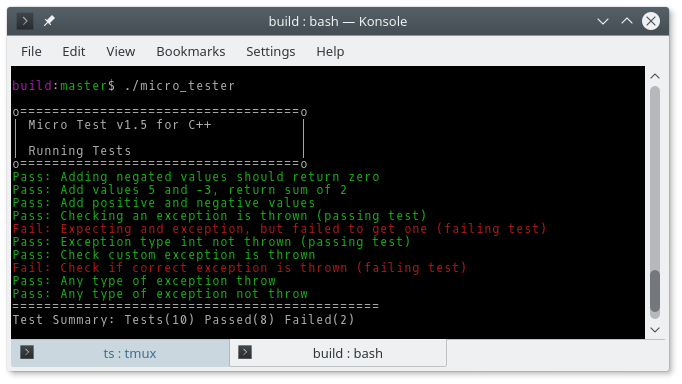 build : bash — Konsole
File Edit View Bookmarks Settings Help
build:master$ ./micro_tester
o===================================o
| Micro Test v1.5 for C++ |
| Running Tests |
o===================================o
Pass: Adding negated values should return zero
Pass: Add values 5 and -3, return sum of 2
Pass: Add positive and negative values
Pass: Checking an exception is thrown (passing test)
Fail: Expecting and exception, but failed to get one (failing test)
Pass: Exception type int not thrown (passing test)
Pass: Check custom exception is thrown
Fail: Check if correct exception is thrown (failing test)
Pass: Any type of exception throw
Pass: Any type of exception not throw
==============================================
Test Summary: Tests(10) Passed(8) Failed(2)
ts : tmux
build : bash